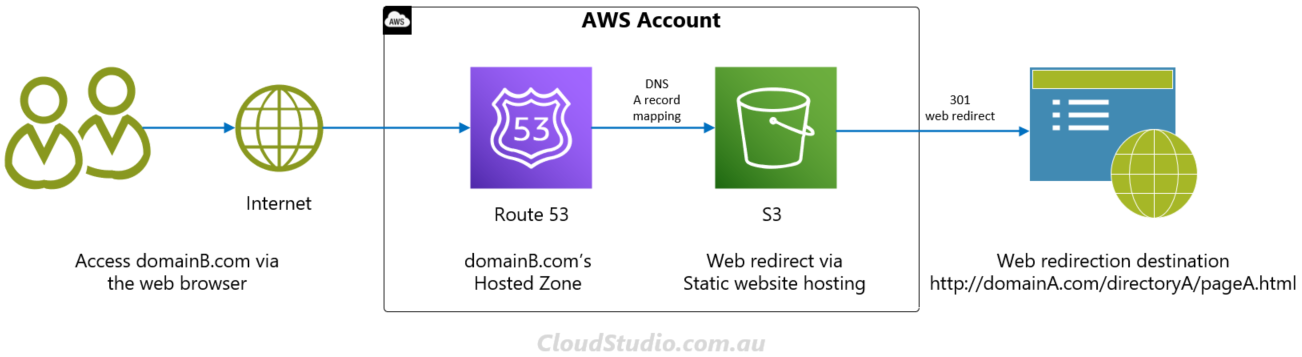 AWS
AWS Account
53
DNS
A record
mapping
301
web redirect
Internet
Route 53
S3
Access domainB.com via
the web browser
domainB.com's
Hosted Zone
Web redirect via
Static website hosting
Web redirection destination
http://domainA.com/directoryA/pageA.html
CloudStudio.com.au